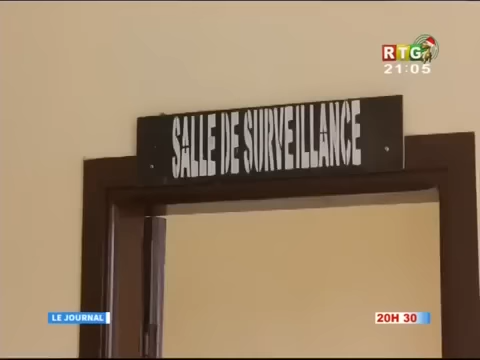 RTG
21:05
SALLE DE SURVEILLANCE
LE JOURNAL
20H 30